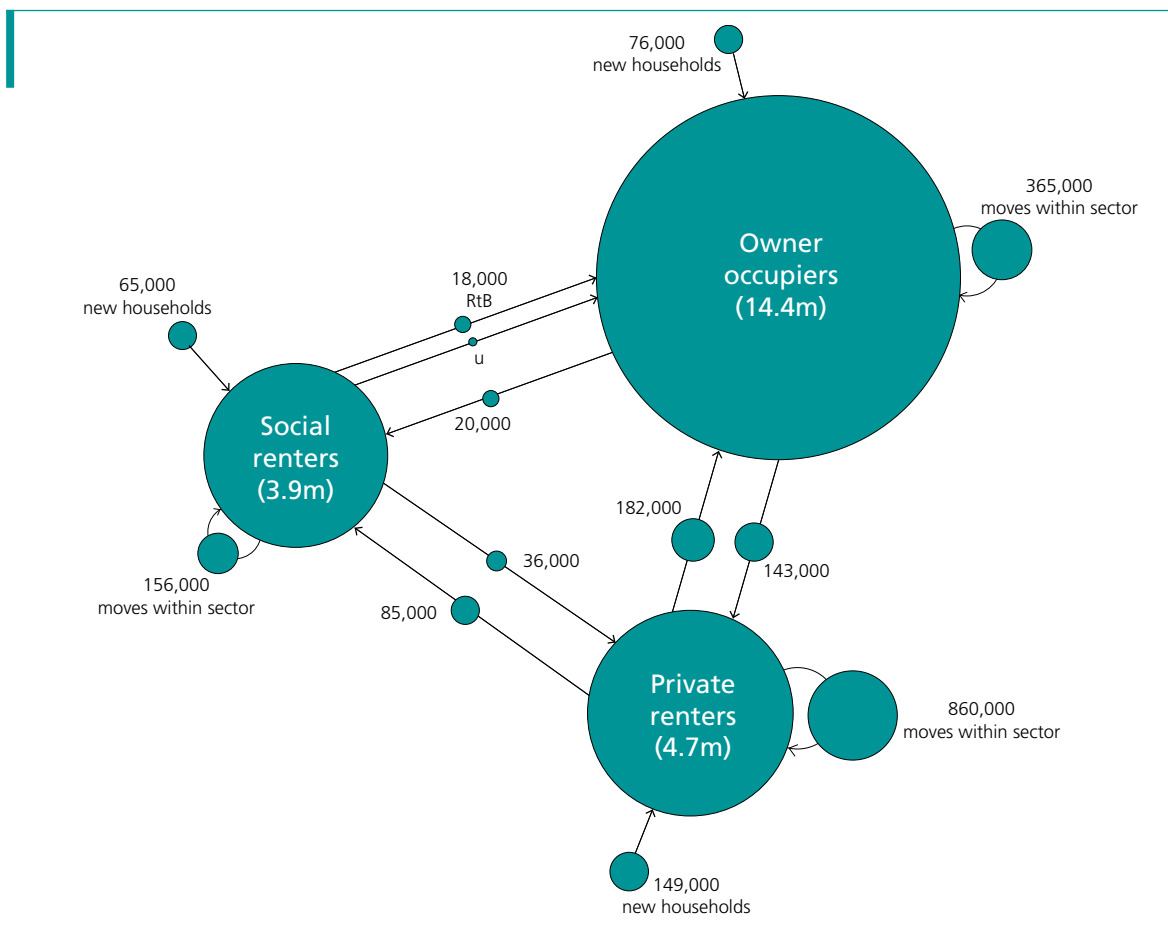 76,000
new households
365,000
moves within sector
Owner
occupiers
(14.4m)
18,000
RtB
u
20,000
65,000
new households
Social
renters
(3.9m)
156,000
moves within sector
36,000
85,000
182,000
143,000
Private
renters
(4.7m)
860,000
moves within sector
149,000
new households